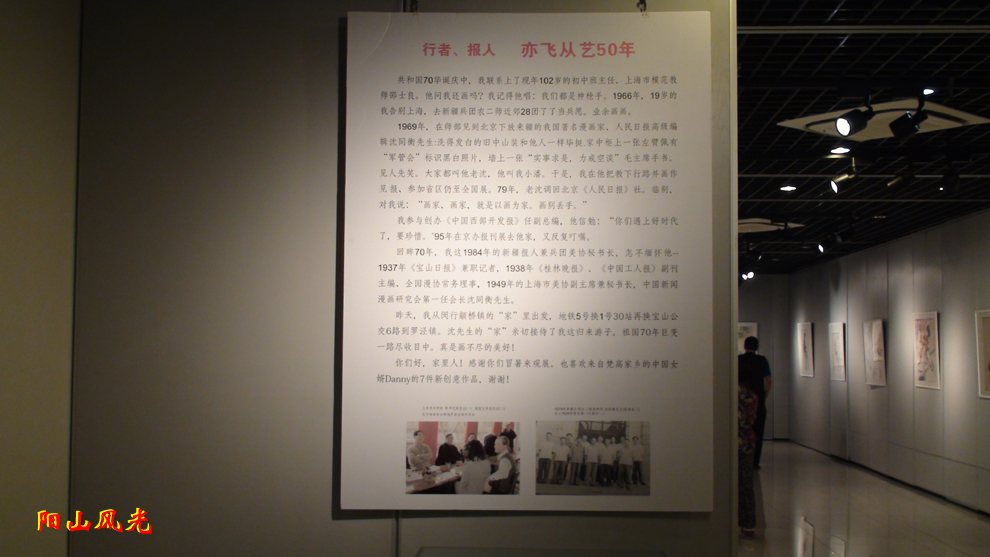 行者、报人 亦飞从艺50年
共和国70华诞庆中，我联系上了现年102岁的初中班主任、上海市模范教
师邵士良。他问我还画吗？我记得他唱：我们都是神枪手。1966年，19岁的
我告别上海，去新疆兵团农二师边郊28团了了当兵愿。业余画画。
1969年，在师部见到北京下放来疆的我国著名漫画家、人民日报高级编
辑沈同衡先生:洗得发白的旧中山装和他人一样毕挺,家中柜上一张左臂佩有
“军管会”标识黑白照片，墙上一张“实事求是，力戒空谈”毛主席手书。
见人先笑。大家都叫他老沈，他叫我小潘。于是，我在他把教下行路并画作
见报、参加省区仍至全国展。79年，老沈调回北京《人民日报》社。临别，
对我说：“画家、画家，就是以画为家。画别丢手。”
我参与创办《中国西部开发报》任副总编，他信勉：“你们遇上好时代
了，要珍惜。'95年在京办报刊展去他家，又反复叮嘱。
回眸70年，我这1984年的新疆报人兼兵团美协秘书长，怎不缅怀他--
1937年《宝山日报》兼职记者，1938年《桂林晚报》、《中国工人报》副刊
主编、全国漫协常务理事，1949年的上海市美协副主席兼秘书长，中国新闻
漫画研究会第一任会长沈同衡先生。
昨天，我从闵行颛桥镇的“家”里出发，地铁5号换1号30站再换宝山公
交6路到罗泾镇。沈先生的“家”亲切接待了我这归来游子。祖国70年巨变
一路尽收目中。真是画不尽的美好！
你们好，家里人！感谢你们冒暑来观展。也喜欢来自梵高家乡的中国女
婿Danny的7件新创意作品。谢谢！
阳山风光